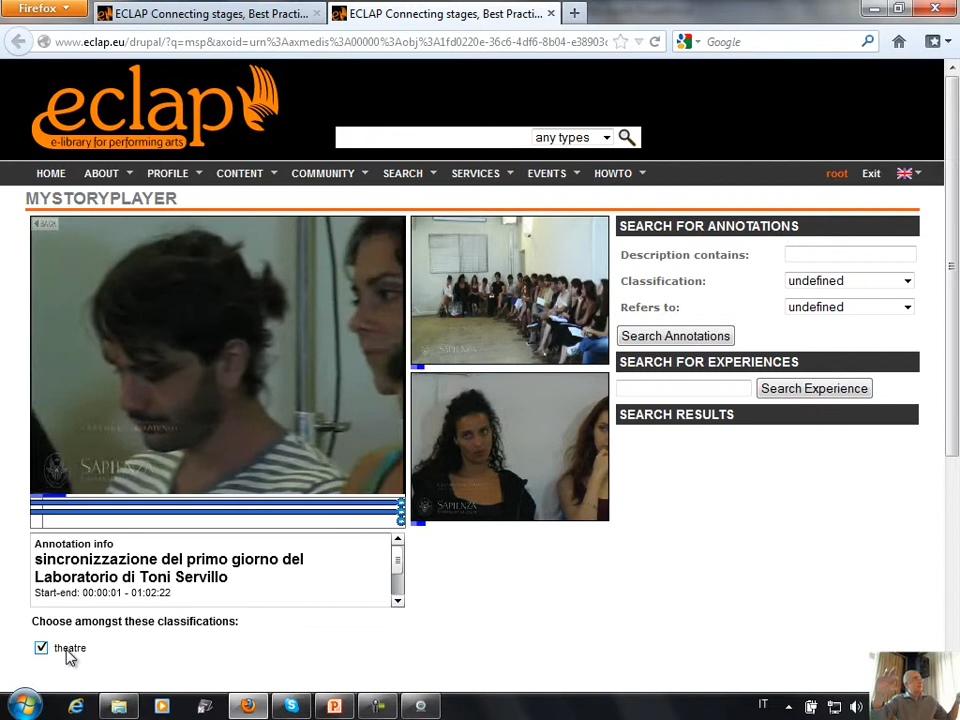 Firefox
ECLAP Connecting stages, Best Practi...
ECLAP Connecting stages, Best Practi...
www.eclap.eu/drupal/?q=msp&axoid=urn%3Aaxmedis%3A00000%3Aobj%3A1fd0220e-36c6-4df6-8b04-e38903c
Google
eclap
e-library for performing arts
any types
HOME ABOUT PROFILE CONTENT COMMUNITY SEARCH SERVICES EVENTS HOWTO root Exit
MYSTORYPLAYER
BACK
SAPIENZA
SAPIENZA
SAPIENZA
SEARCH FOR ANNOTATIONS
Description contains:
Classification: undefined
Refers to: undefined
Search Annotations
SEARCH FOR EXPERIENCES
Search Experience
SEARCH RESULTS
Annotation info
sincronizzazione del primo giorno del
Laboratorio di Toni Servillo
Start-end: 00:00:01 - 01:02:22
Choose amongst these classifications:
theatre
IT